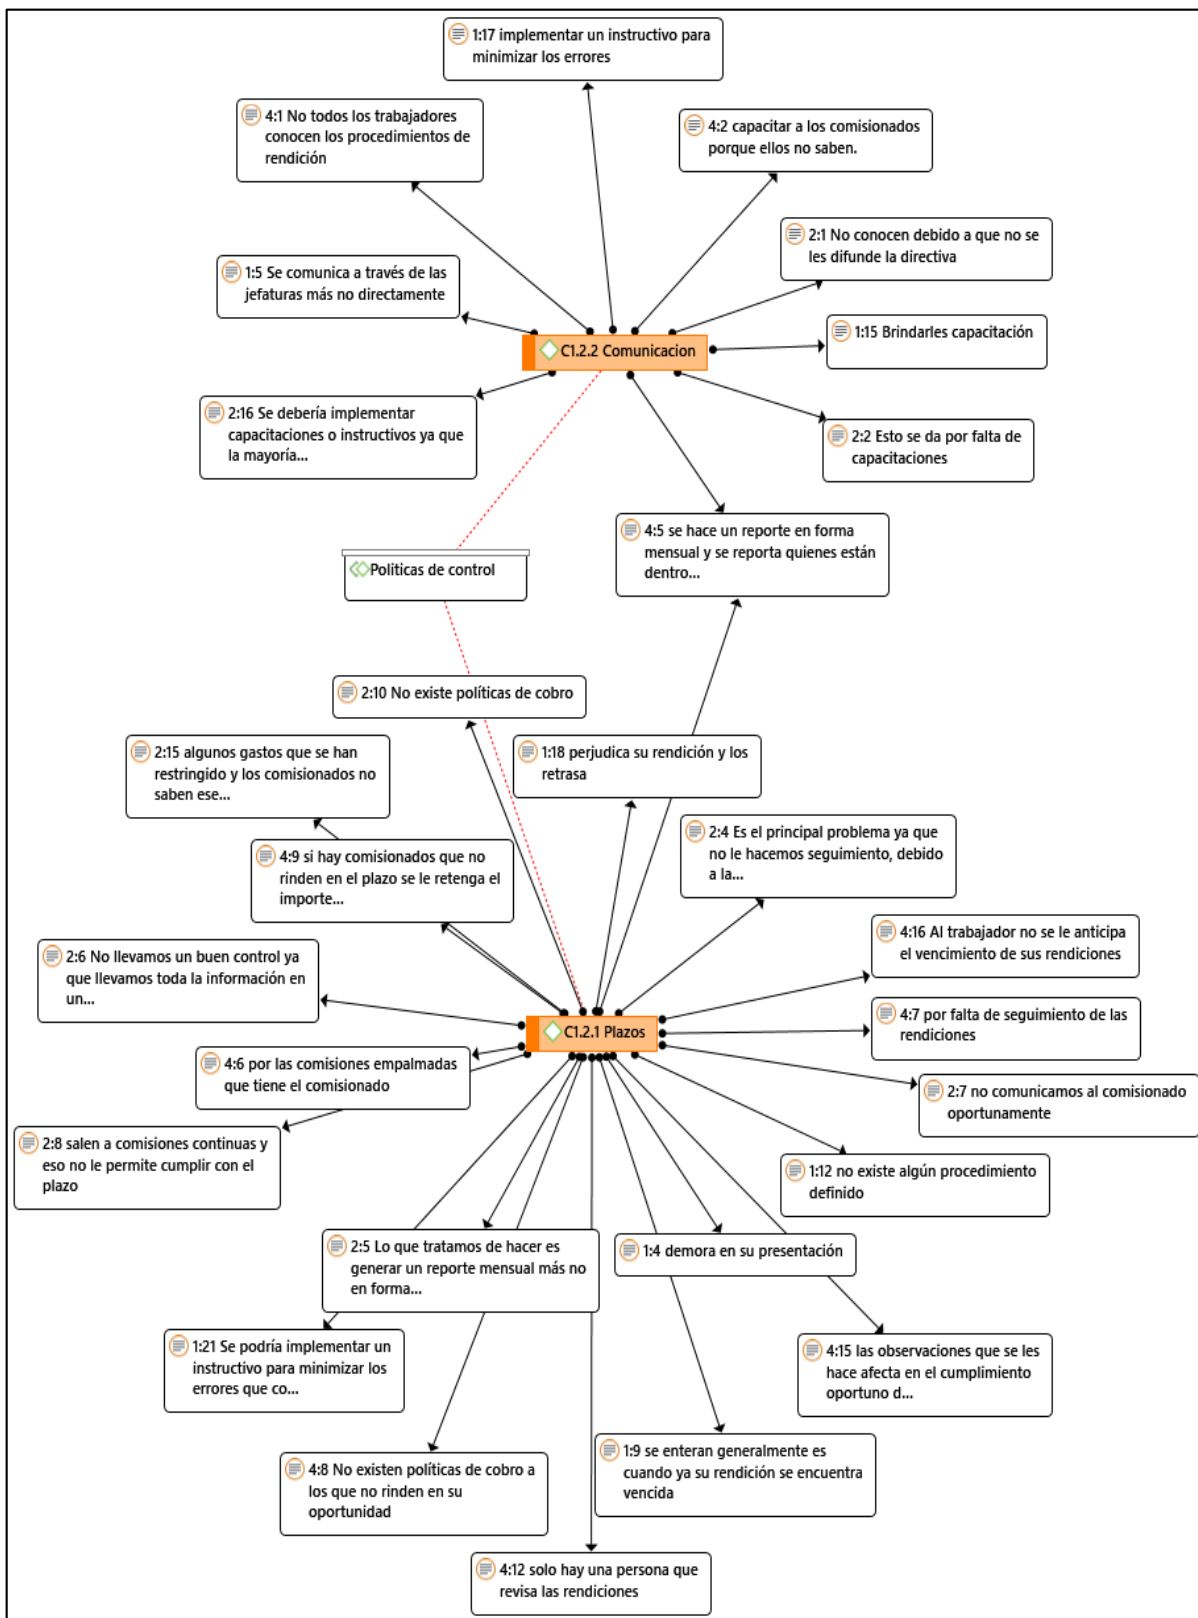 1:17 implementar un instructivo para
minimizar los errores
4:1 No todos los trabajadores
conocen los procedimientos de
rendición
4:2 capacitar a los comisionados
porque ellos no saben.
2:1 No conocen debido a que no se
les difunde la directiva
1:5 Se comunica a través de las
jefaturas más no directamente
1:15 Brindarles capacitación
C1.2.2 Comunicacion
2:16 Se debería implementar
capacitaciones o instructivos ya que
la mayoría...
2:2 Esto se da por falta de
capacitaciones
4:5 se hace un reporte en forma
mensual y se reporta quienes están
dentro...
Politicas de control
2:10 No existe políticas de cobro
2:15 algunos gastos que se han
restringido y los comisionados no
saben ese...
1:18 perjudica su rendición y los
retrasa
4:9 si hay comisionados que no
rinden en el plazo se le retenga el
importe...
2:4 Es el principal problema ya que
no le hacemos seguimiento, debido
a la...
2:6 No llevamos un buen control ya
que llevamos toda la información en
un...
4:16 Al trabajador no se le anticipa
el vencimiento de sus rendiciones
4:7 por falta de seguimiento de las
rendiciones
C1.2.1 Plazos
4:6 por las comisiones empalmadas
que tiene el comisionado
2:7 no comunicamos al comisionado
oportunamente
2:8 salen a comisiones continuas y
eso no le permite cumplir con el
plazo
1:12 no existe algún procedimiento
definido
2:5 Lo que tratamos de hacer es
generar un reporte mensual más no
en forma...
1:4 demora en su presentación
1:21 Se podría implementar un
instructivo para minimizar los
errores que co...
4:15 las observaciones que se les
hace afecta en el cumplimiento
oportuno d...
4:8 No existen políticas de cobro a
los que no rinden en su
oportunidad
1:9 se enteran generalmente es
cuando ya su rendición se encuentra
vencida
4:12 solo hay una persona que
revisa las rendiciones